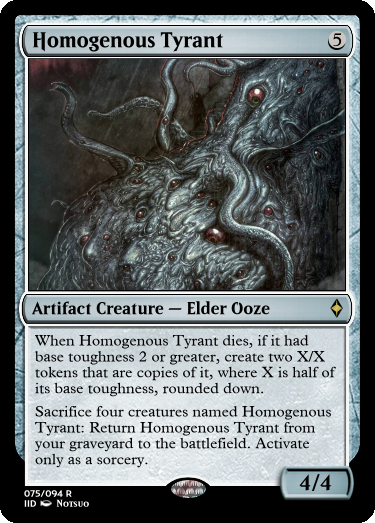 Homogenous Tyrant 5
Artifact Creature — Elder Ooze
When Homogenous Tyrant dies, if it had
base toughness 2 or greater, create two X/X
tokens that are copies of it, where X is half of
its base toughness, rounded down.
Sacrifice four creatures named Homogenous
Tyrant: Return Homogenous Tyrant from
your graveyard to the battlefield. Activate
only as a sorcery.
4/4
075/094 R
IID Notsuo